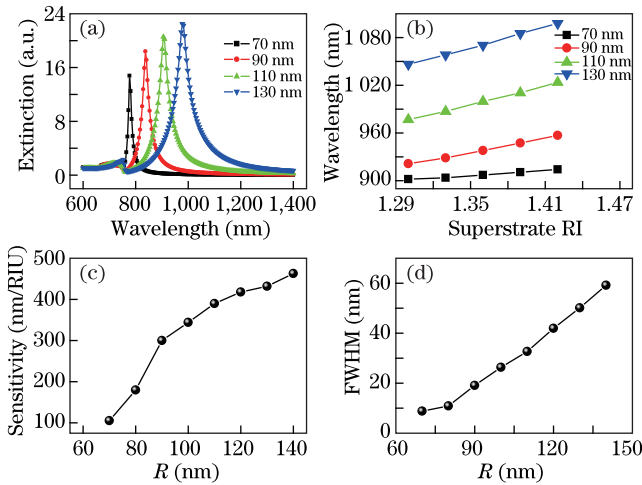 (a)
70 nm
90 nm
110 nm
130 nm
24
16
8
0
Extinction (a.u.)
600 800 1,000 1,200 1,400
Wavelength (nm)
(b)
70 nm
90 nm
110 nm
130 nm
1 080
1 020
960
900
Wavelength (nm)
1.29 1.35 1.41 1.47
Superstrate RI
(c)
500
400
300
200
100
Sensitivity (nm/RIU)
60 80 100 120 140
R (nm)
(d)
60
40
20
0
FWHM (nm)
60 90 120 150
R (nm)